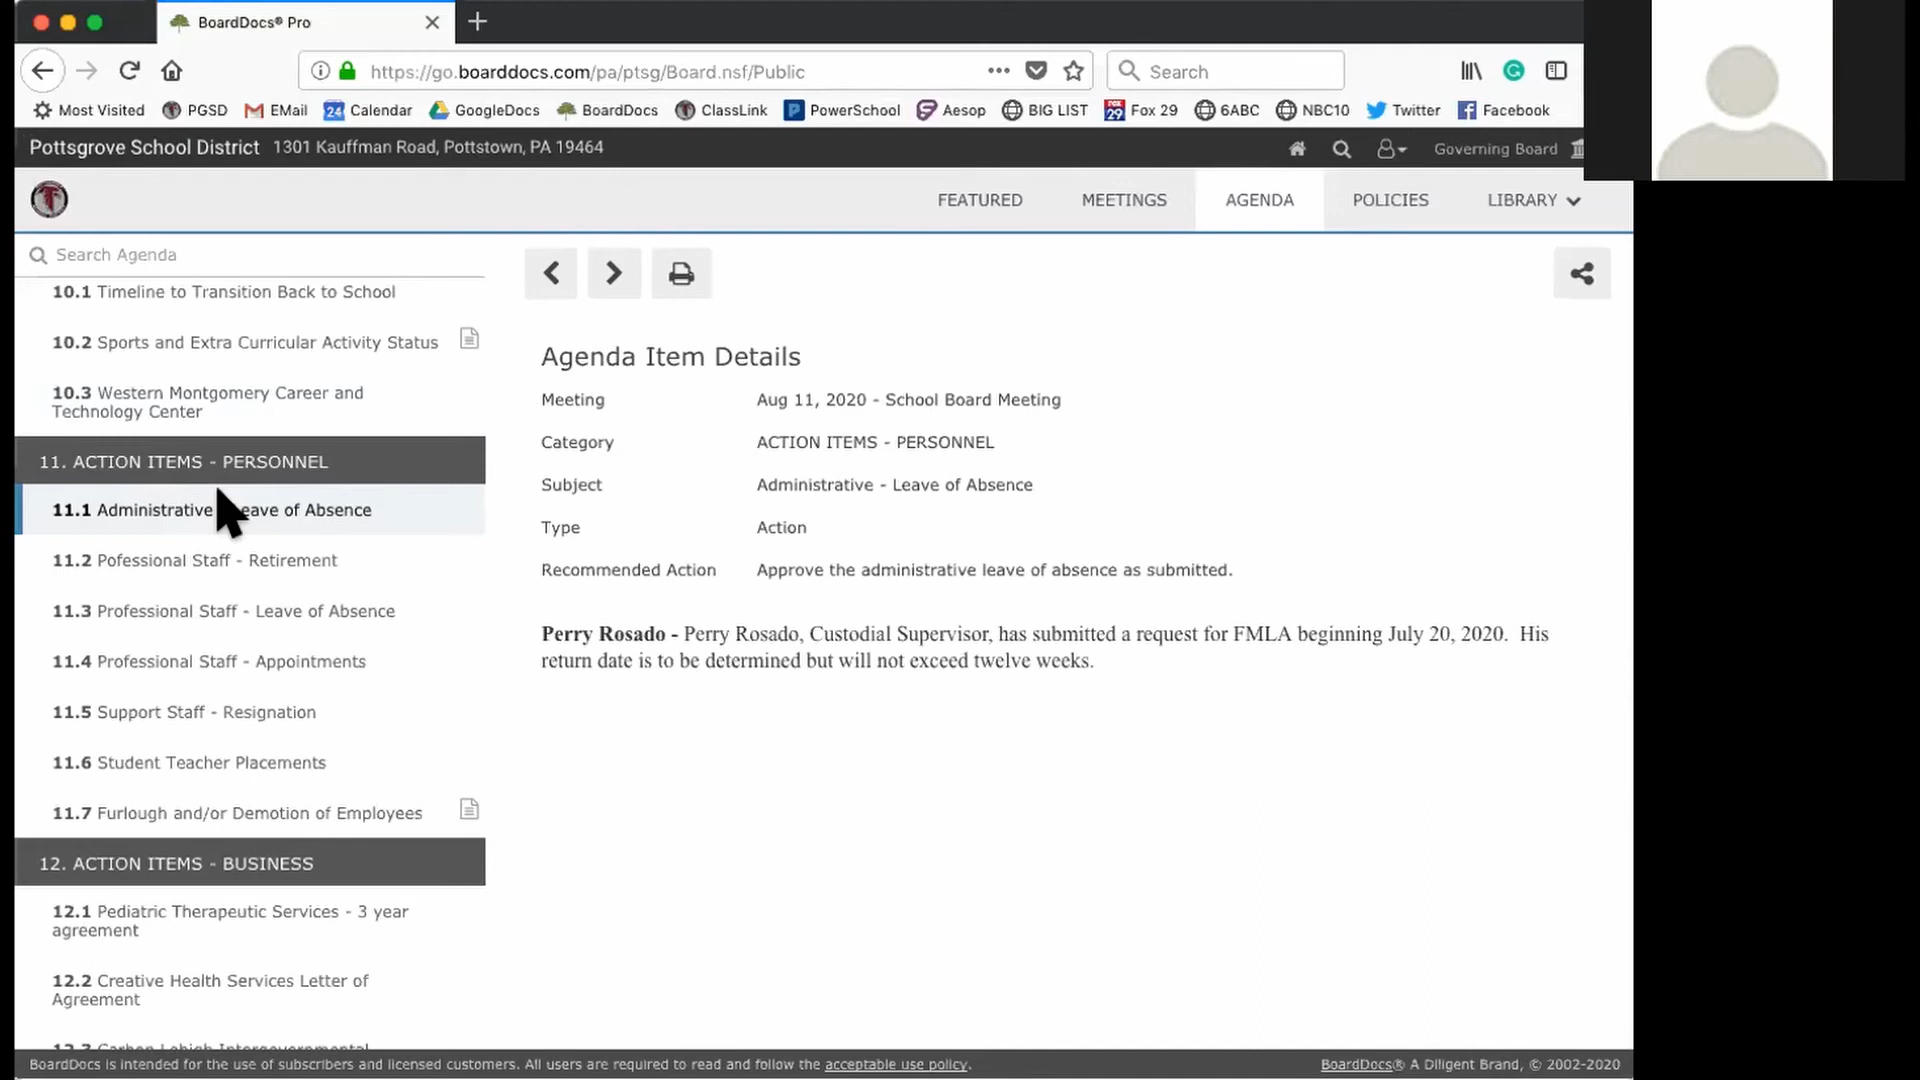 BoardDocs® Pro
https://go.boarddocs.com/pa/ptsg/Board.nsf/Public
Search
Most Visited PGSD EMail 24 Calendar GoogleDocs BoardDocs ClassLink PowerSchool Aesop BIG LIST Fox 29 6ABC NBC10 Twitter Facebook
Pottsgrove School District 1301 Kauffman Road, Pottstown, PA 19464 Governing Board
FEATURED MEETINGS AGENDA POLICIES LIBRARY
Search Agenda
10.1 Timeline to Transition Back to School
10.2 Sports and Extra Curricular Activity Status
10.3 Western Montgomery Career and
Technology Center
11. ACTION ITEMS - PERSONNEL
11.1 Administrative eave of Absence
11.2 Pofessional Staff - Retirement
11.3 Professional Staff - Leave of Absence
11.4 Professional Staff - Appointments
11.5 Support Staff - Resignation
11.6 Student Teacher Placements
11.7 Furlough and/or Demotion of Employees
12. ACTION ITEMS - BUSINESS
12.1 Pediatric Therapeutic Services - 3 year
agreement
12.2 Creative Health Services Letter of
Agreement
Agenda Item Details
Meeting Aug 11, 2020 - School Board Meeting
Category ACTION ITEMS - PERSONNEL
Subject Administrative - Leave of Absence
Type Action
Recommended Action Approve the administrative leave of absence as submitted.
Perry Rosado - Perry Rosado, Custodial Supervisor, has submitted a request for FMLA beginning July 20, 2020. His
return date is to be determined but will not exceed twelve weeks.
BoardDocs is intended for the use of subscribers and licensed customers. All users are required to read and follow the acceptable use policy.
BoardDocs® A Diligent Brand, © 2002-2020